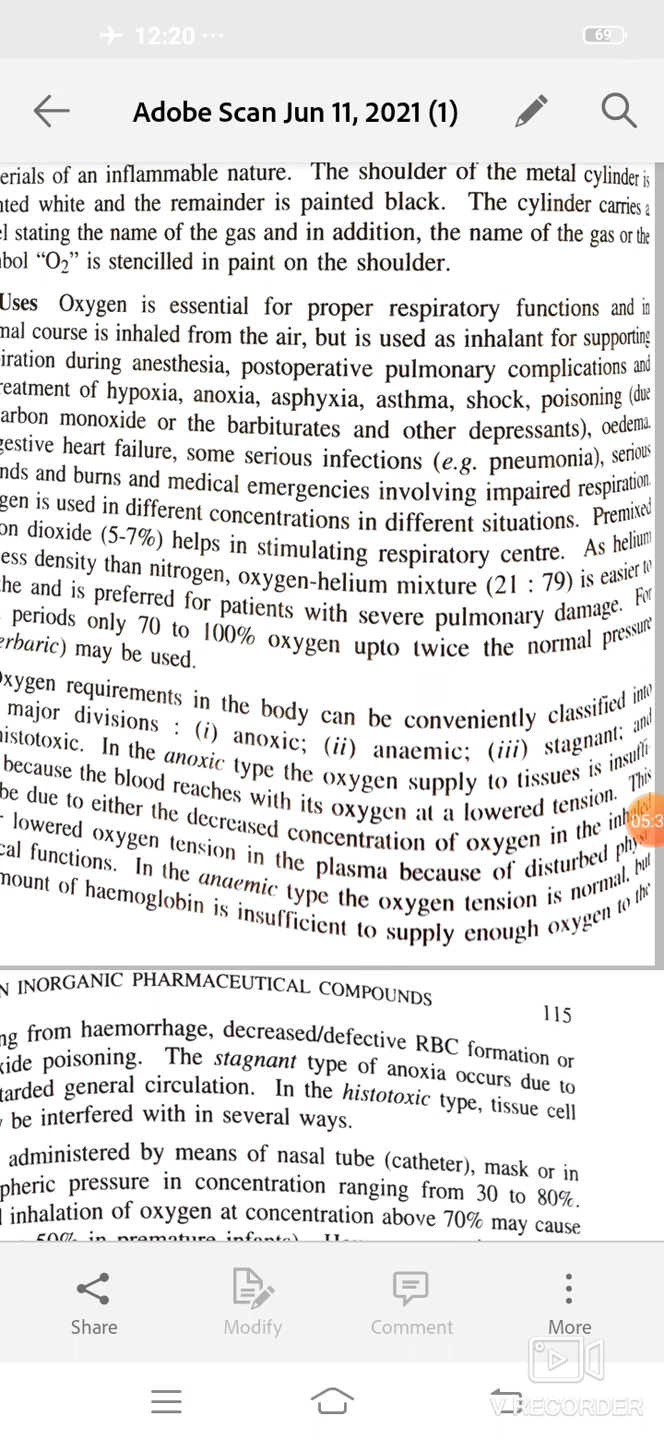 12:20 ...
69
Adobe Scan Jun 11, 2021 (1)
erials of an inflammable nature. The shoulder of the metal cylinder is
nted white and the remainder is painted black. The cylinder carries a
el stating the name of the gas and in addition, the name of the gas or the
nbol “O2” is stencilled in paint on the shoulder.
Uses Oxygen is essential for proper respiratory functions and in
mal course is inhaled from the air, but is used as inhalant for supporting
iration during anesthesia, postoperative pulmonary complications and
reatment of hypoxia, anoxia, asphyxia, asthma, shock, poisoning (due
arbon monoxide or the barbiturates and other depressants), oedema.
gestive heart failure, some serious infections (e.g. pneumonia), serious
nds and burns and medical emergencies involving impaired respiration.
gen is used in different concentrations in different situations. Premixed
on dioxide (5-7%) helps in stimulating respiratory centre. As helium
ess density than nitrogen, oxygen-helium mixture (21 : 79) is easier to
he and is preferred for patients with severe pulmonary damage. For
periods only 70 to 100% oxygen upto twice the normal pressure
erbaric) may be used.
Oxygen requirements in the body can be conveniently classified into
major divisions : (i) anoxic; (ii) anaemic; (iii) stagnant; and
histotoxic. In the anoxic type the oxygen supply to tissues is insuffi-
because the blood reaches with its oxygen at a lowered tension. This
be due to either the decreased concentration of oxygen in the inhaled
r lowered oxygen tension in the plasma because of disturbed phy
cal functions. In the anaemic type the oxygen tension is normal, but
mount of haemoglobin is insufficient to supply enough oxygen to the
05:3
N INORGANIC PHARMACEUTICAL COMPOUNDS
115
ng from haemorrhage, decreased/defective RBC formation or
xide poisoning. The stagnant type of anoxia occurs due to
tarded general circulation. In the histotoxic type, tissue cell
y be interfered with in several ways.
administered by means of nasal tube (catheter), mask or in
pheric pressure in concentration ranging from 30 to 80%.
l inhalation of oxygen at concentration above 70% may cause
50% in premature infants).
Share
Modify
Comment
More
V RECORDER